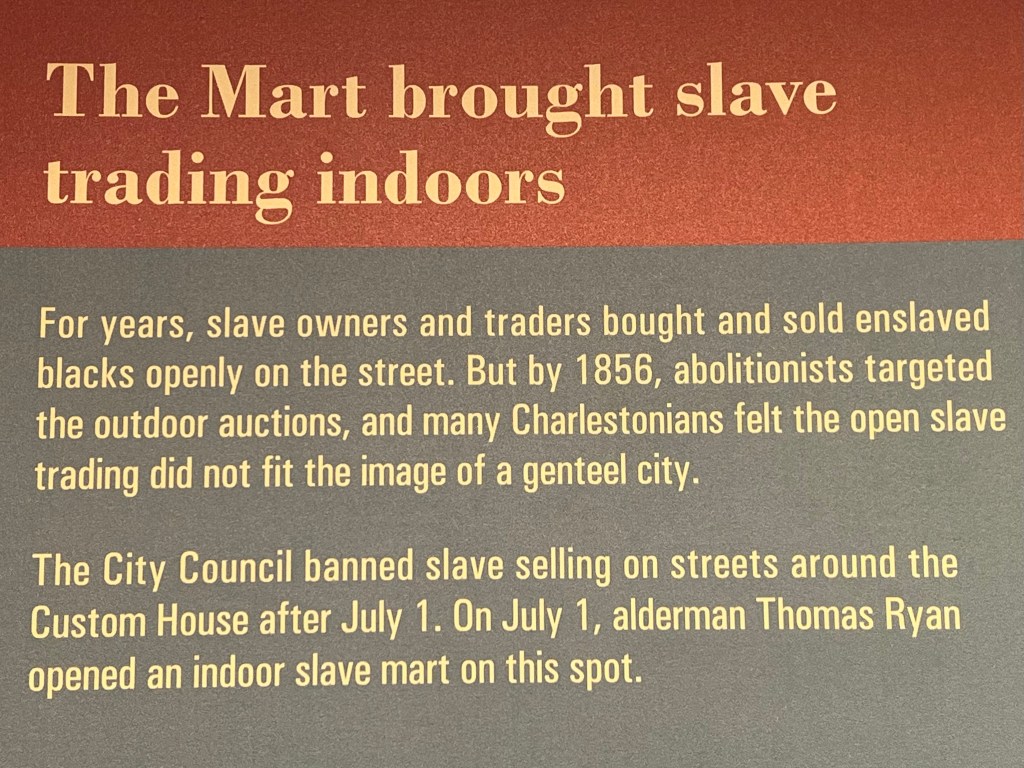 The Mart brought slave
trading indoors
For years, slave owners and traders bought and sold enslaved
blacks openly on the street. But by 1856, abolitionists targeted
the outdoor auctions, and many Charlestonians felt the open slave
trading did not fit the image of a genteel city.
The City Council banned slave selling on streets around the
Custom House after July 1. On July 1, alderman Thomas Ryan
opened an indoor slave mart on this spot.